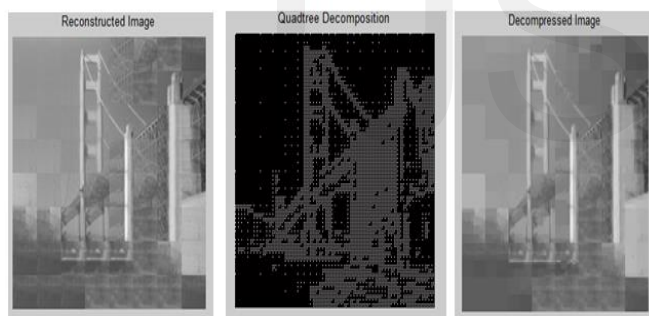 Reconstructed Image
Quadtree Decomposition
Decompressed Image